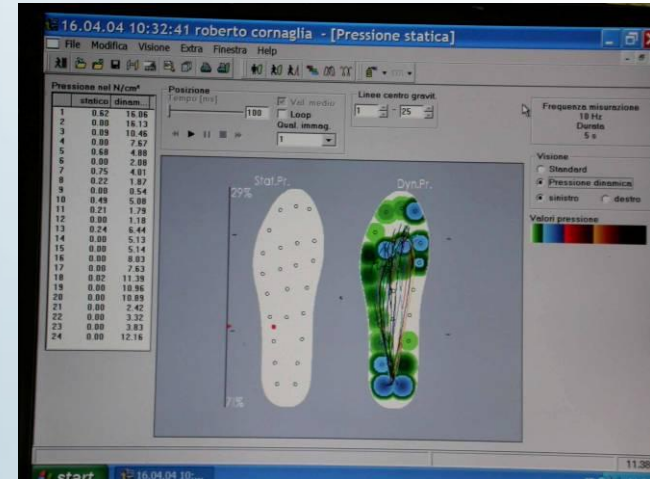 16.04.04 10:32:41 roberto cornaglia - [Pressione statica]
File Modifica Visione Extra Finestra Help
Pressione nel N/cm²
statico dinam...
1 0.62 16.06
2 0.00 16.13
3 0.09 10.46
4 0.00 7.67
5 0.68 4.88
6 0.00 2.08
7 0.75 4.01
8 0.22 1.87
9 0.00 0.54
10 0.49 5.08
11 0.21 1.79
12 0.00 1.18
13 0.24 6.44
14 0.00 5.13
15 0.00 5.14
16 0.00 8.03
17 0.00 7.63
18 0.02 11.39
19 0.00 10.96
20 0.00 10.89
21 0.00 2.42
22 0.00 3.32
23 0.00 3.83
24 0.00 12.16
Posizione
Tempo [ms]
100
Val. medio
Loop
Qual. immag.
1
Linee centro gravit.
1 - 25
Frequenza misurazione
10 Hz
Durata
5 s
Visione
Standard
Pressione dinamica
sinistro destro
Valori pressione
Stat.Pr.
29%
Dyn.Pr.
start
16.04.04 10:...
11.38